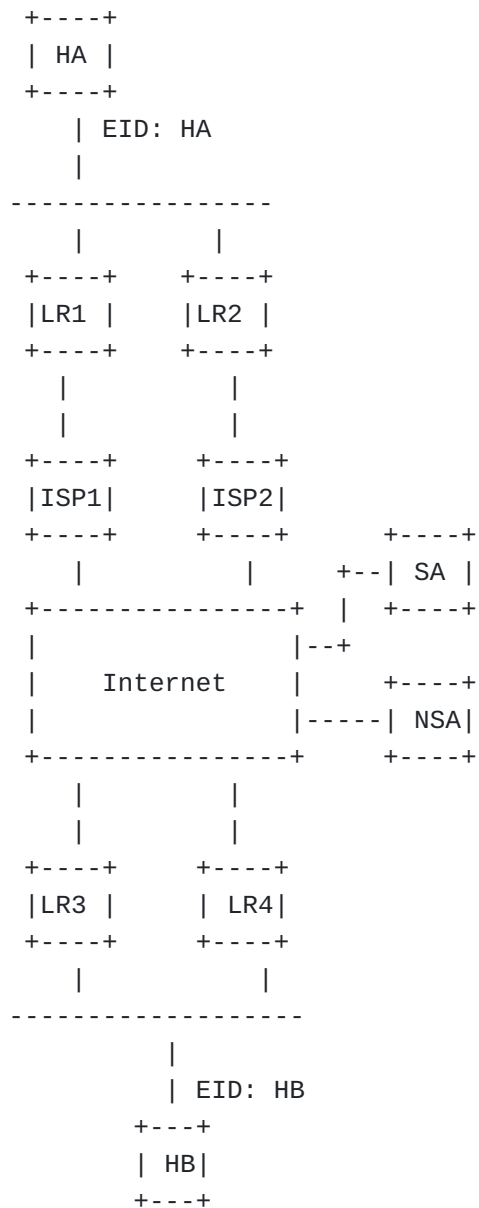 HA
EID: HA
LR1 LR2
ISP1 ISP2
SA
Internet
NSA
LR3 LR4
EID: HB
HB